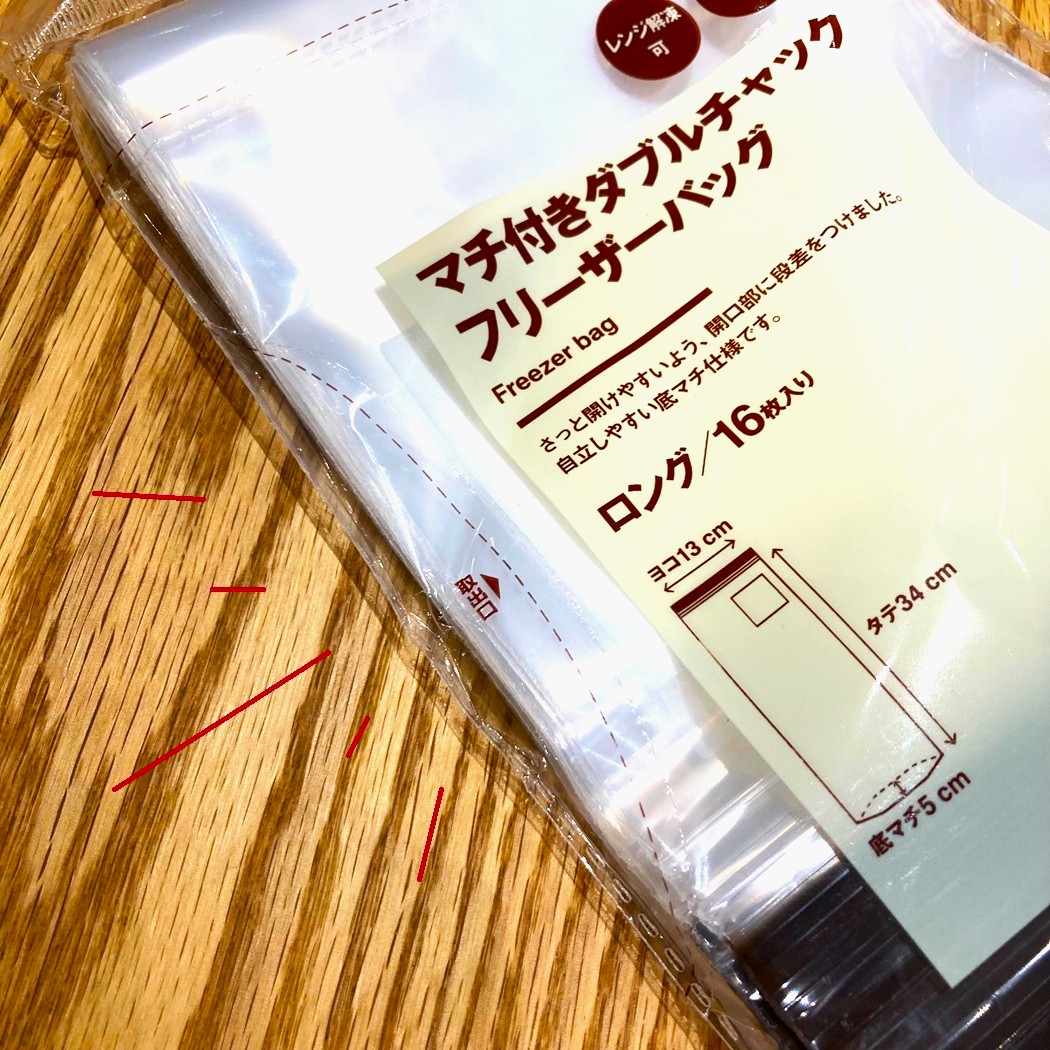 レンジ解凍
可
マチ付きダブルチャック
フリーザーバッグ
Freezer bag
さっと開けやすいよう、開口部に段差をつけました。
自立しやすい底マチ仕様です。
ロング/16枚入り
ヨコ13 cm
タテ34 cm
底マチ5 cm
取出口